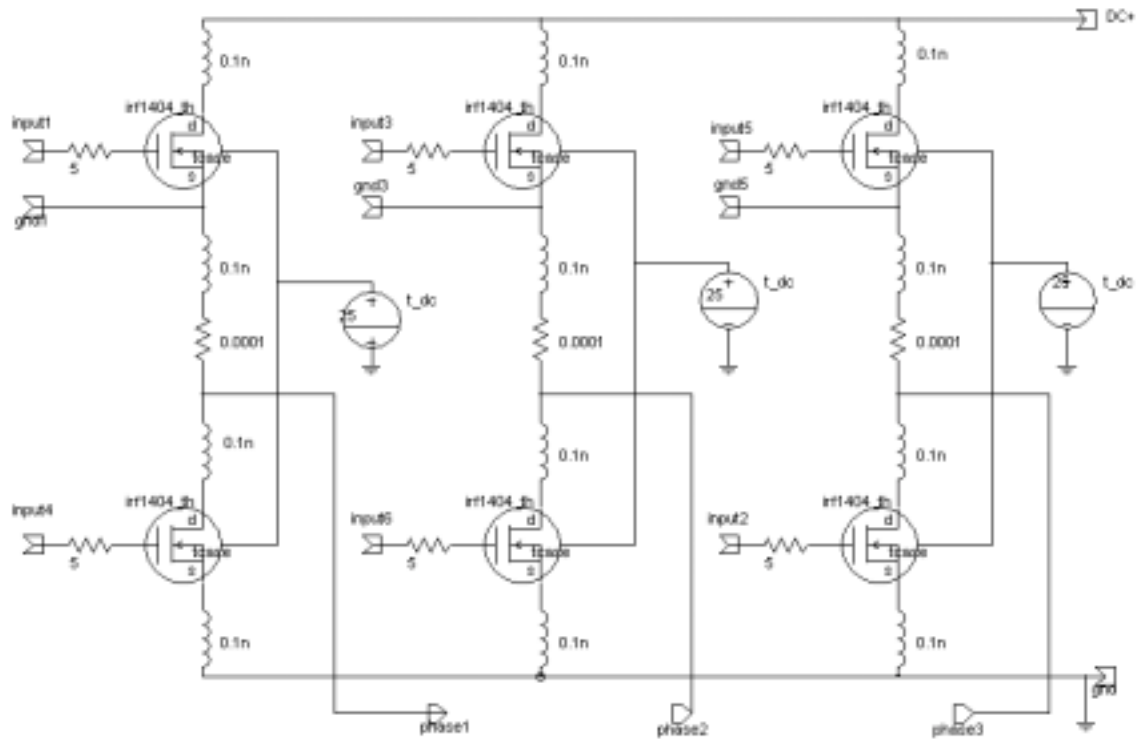 DC+
0.1n
0.1n
0.1n
irf1404_th
irf1404_th
irf1404_th
input1
d
tcase
s
5
input3
d
tcase
s
5
input5
d
tcase
s
5
gnd1
gnd3
gnd5
0.1n
0.1n
0.1n
25
t_dc
25
t_dc
25
t_dc
0.0001
0.0001
0.0001
0.1n
0.1n
0.1n
irf1404_th
irf1404_th
irf1404_th
input4
d
tcase
s
5
input6
d
tcase
s
5
input2
d
tcase
s
5
0.1n
0.1n
0.1n
gnd
phase1
phase2
phase3